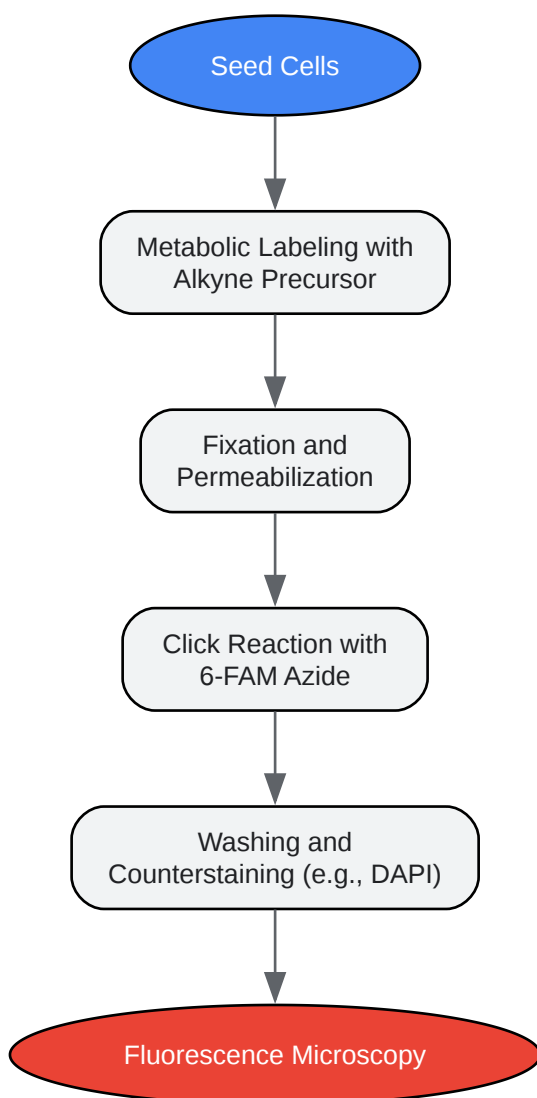 Seed Cells
Metabolic Labeling with
Alkyne Precursor
Fixation and
Permeabilization
Click Reaction with
6-FAM Azide
Washing and
Counterstaining (e.g., DAPI)
Fluorescence Microscopy